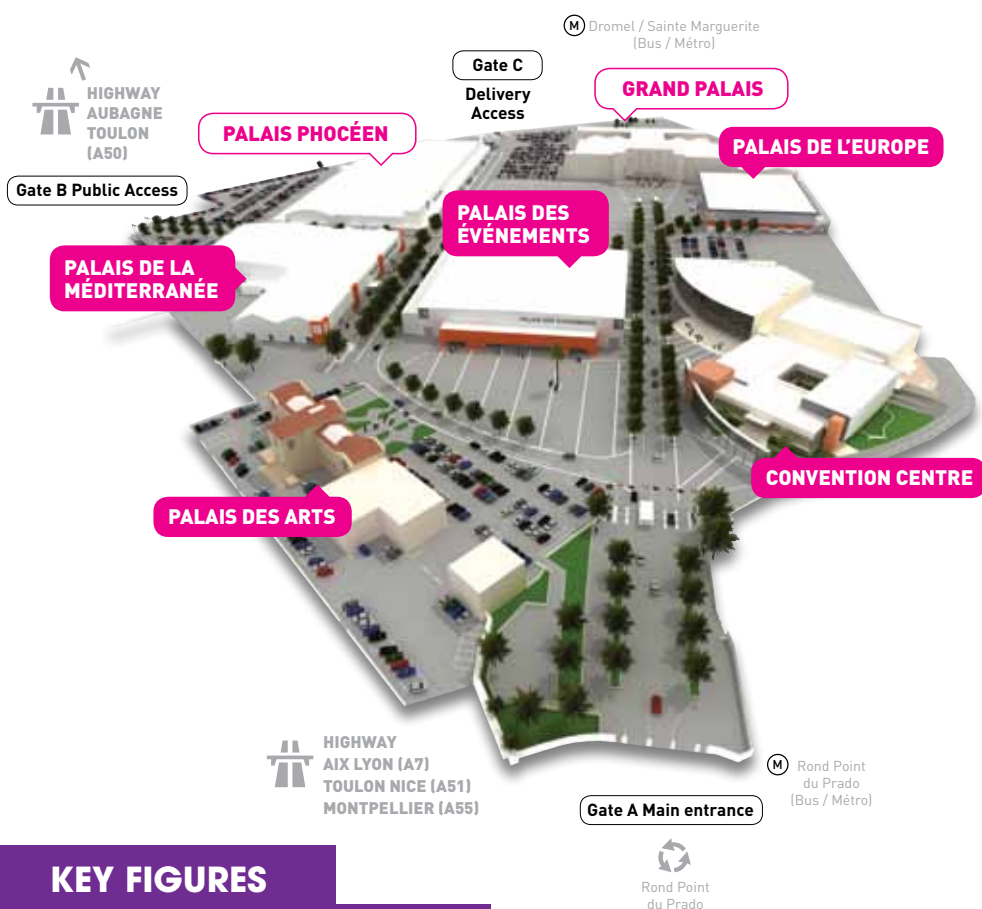 M Dromel / Sainte Marguerite
(Bus / Métro)
Gate C
Delivery
Access
GRAND PALAIS
HIGHWAY
AUBAGNE
TOULON
(A50)
PALAIS PHOCÉEN
PALAIS DE L'EUROPE
Gate B Public Access
PALAIS DES
ÉVÉNEMENTS
PALAIS DE LA
MÉDITERRANÉE
PALAIS DES ÉVÉNEMENTS
CONVENTION CENTRE
PALAIS DES ARTS
HIGHWAY
AIX LYON (A7)
TOULON NICE (A51)
MONTPELLIER (A55)
M Rond Point
du Prado
(Bus / Métro)
Gate A Main entrance
Rond Point
du Prado
KEY FIGURES